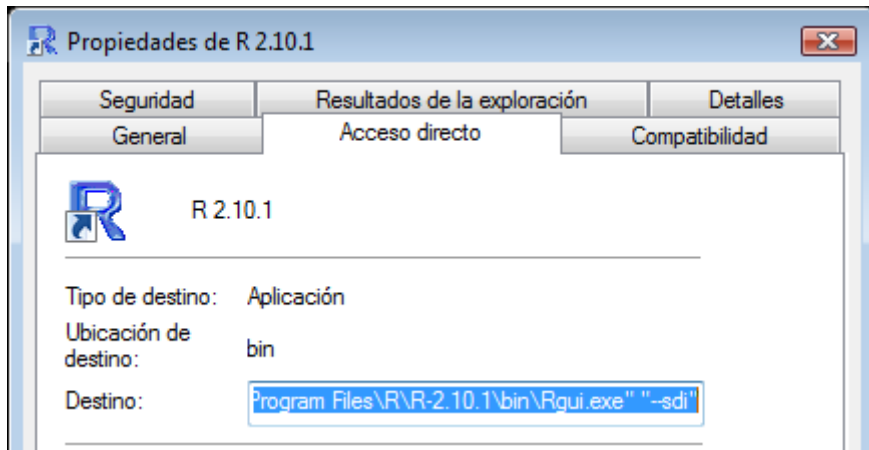 Propiedades de R 2.10.1
Seguridad Resultados de la exploración Detalles
General Acceso directo Compatibilidad
R 2.10.1
Tipo de destino: Aplicación
Ubicación de
destino: bin
Destino: Program Files\R\R-2.10.1\bin\Rgui.exe" "--sdi"